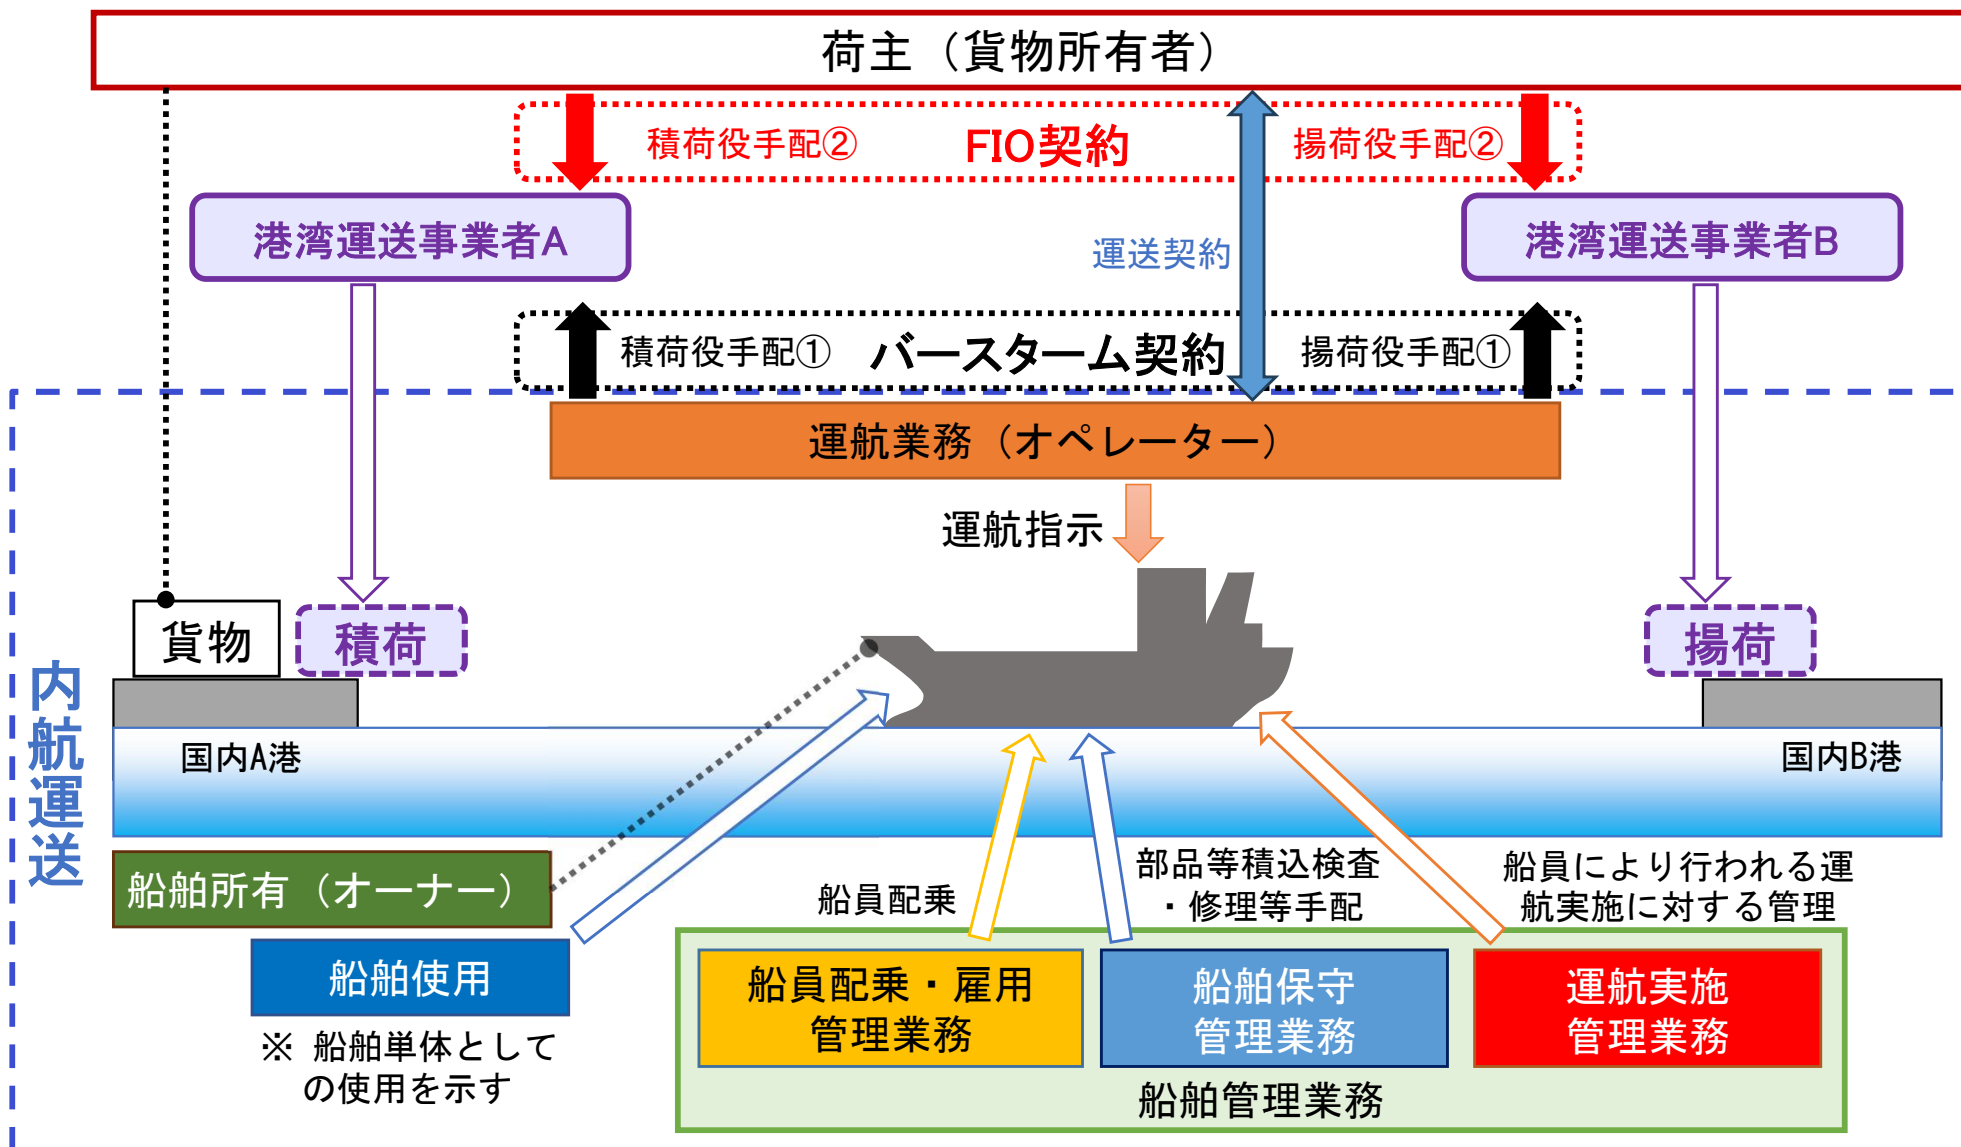 荷主（貨物所有者）
積荷役手配②
FIO契約
揚荷役手配②
港湾運送事業者A
港湾運送事業者B
運送契約
積荷役手配①
バースターム契約
揚荷役手配①
運航業務（オペレーター）
運航指示
貨物
積荷
揚荷
内航運送
国内A港
国内B港
船舶所有（オーナー）
船舶使用
※ 船舶単体として
の使用を示す
船員配乗
部品等積込検査
・修理等手配
船員により行われる運
航実施に対する管理
船員配乗・雇用
管理業務
船舶保守
管理業務
運航実施
管理業務
船舶管理業務